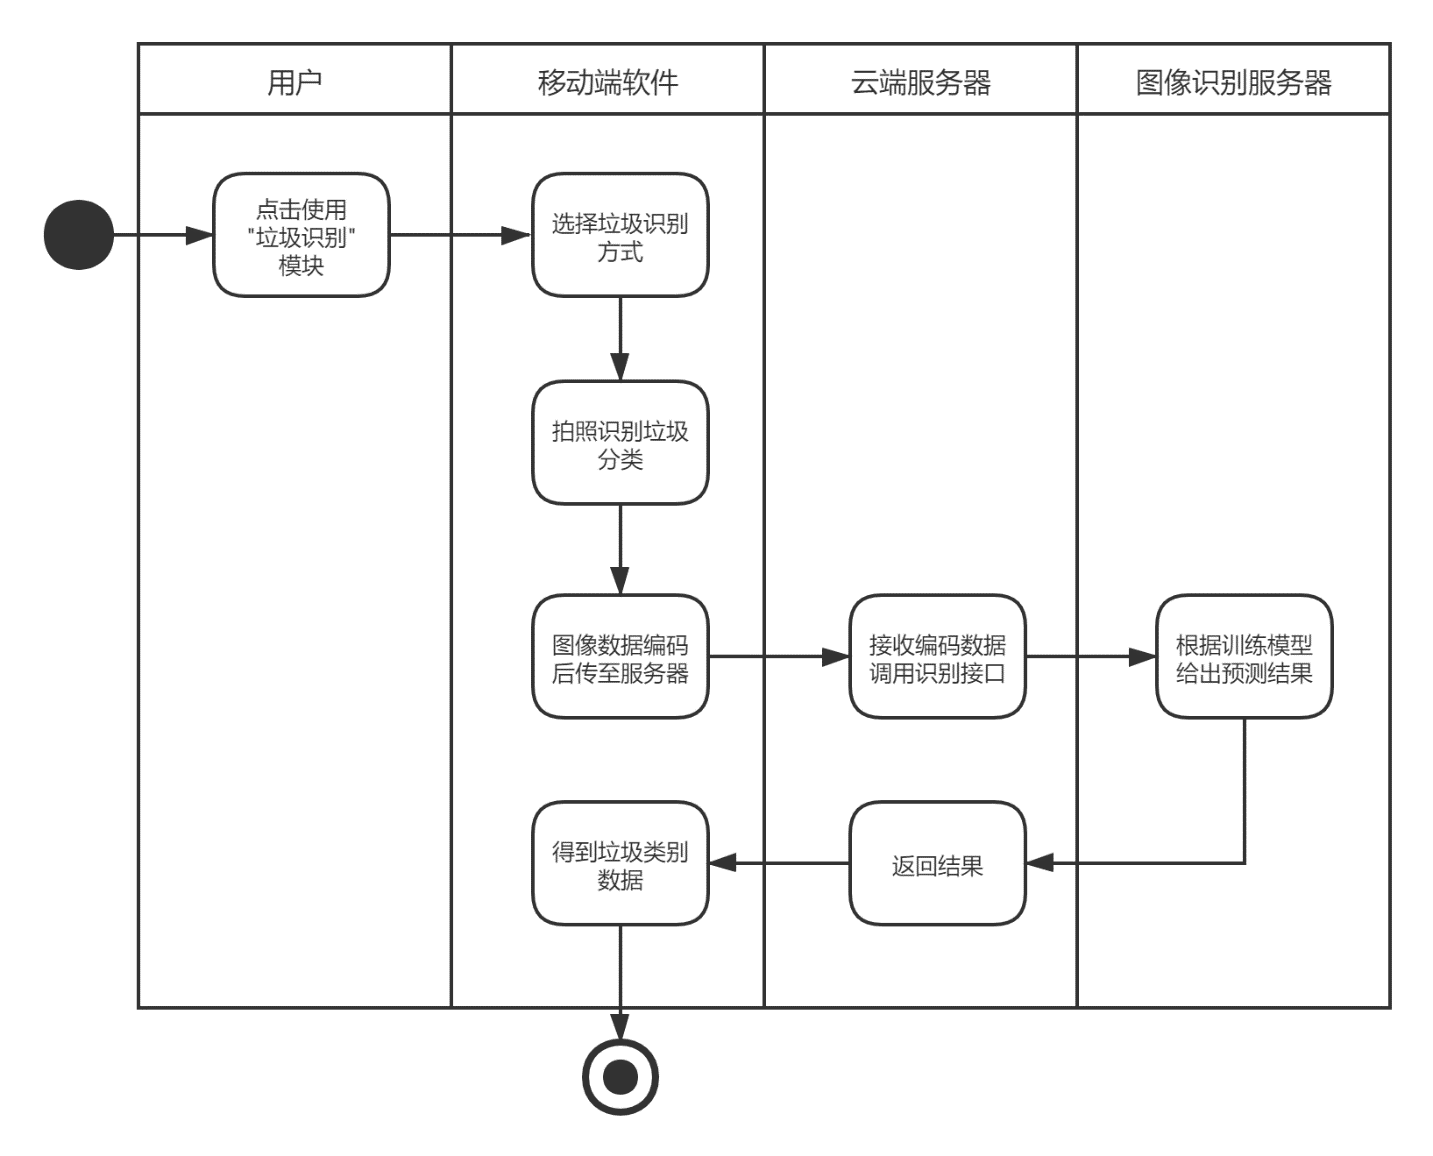 用户
移动端软件
云端服务器
图像识别服务器
点击使用
"垃圾识别"
模块
选择垃圾识别
方式
拍照识别垃圾
分类
图像数据编码
后传至服务器
接收编码数据
调用识别接口
根据训练模型
给出预测结果
得到垃圾类别
数据
返回结果